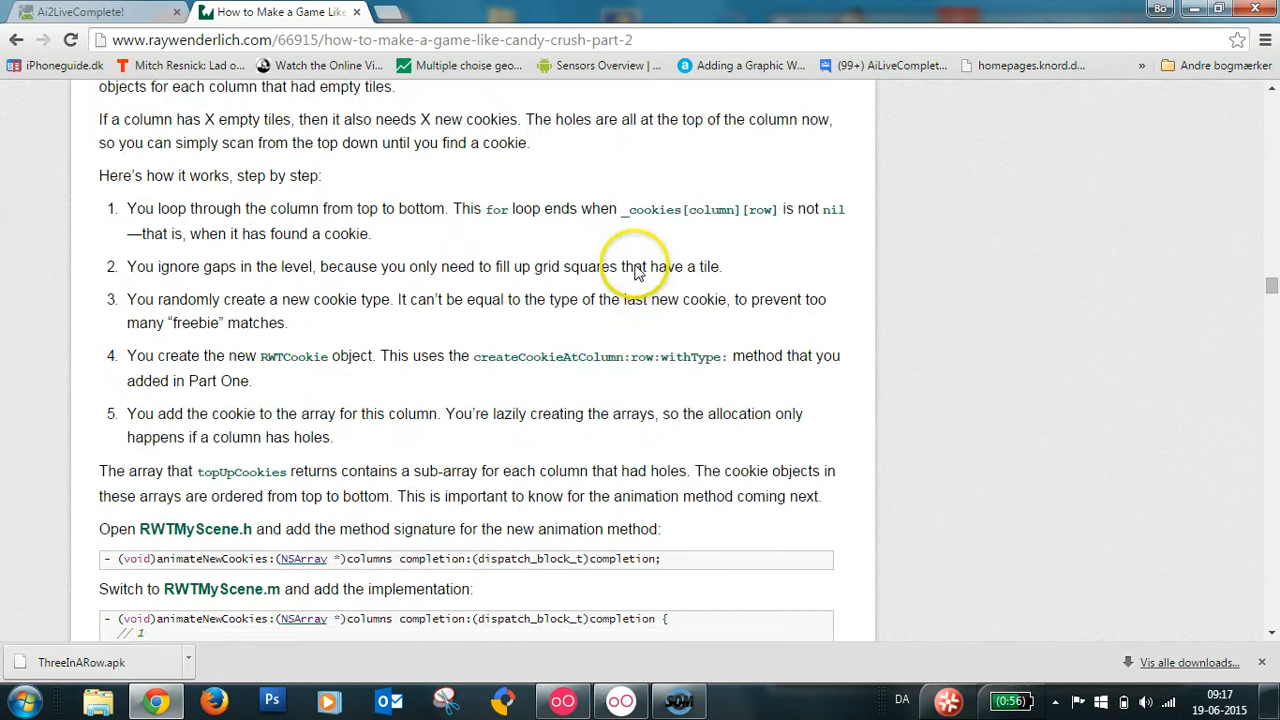 Ai2LiveComplete!
How to Make a Game Like
Bo
www.raywenderlich.com/66915/how-to-make-a-game-like-candy-crush-part-2
iPhoneguide.dk
Mitch Resnick: Lad o...
Watch the Online Vi...
Multiple choise geo...
Sensors Overview | ...
Adding a Graphic W...
(99+) AiLiveComplet...
homepages.knord.d...
»
Andre bogmærker
objects for each column that had empty tiles.
If a column has X empty tiles, then it also needs X new cookies. The holes are all at the top of the column now,
so you can simply scan from the top down until you find a cookie.
Here's how it works, step by step:
1. You loop through the column from top to bottom. This for loop ends when _cookies[column][row] is not nil
—that is, when it has found a cookie.
2. You ignore gaps in the level, because you only need to fill up grid squares that have a tile.
3. You randomly create a new cookie type. It can't be equal to the type of the last new cookie, to prevent too
many “freebie” matches.
4. You create the new RWTCookie object. This uses the createCookieAtColumn:row:withType: method that you
added in Part One.
5. You add the cookie to the array for this column. You're lazily creating the arrays, so the allocation only
happens if a column has holes.
The array that topUpCookies returns contains a sub-array for each column that had holes. The cookie objects in
these arrays are ordered from top to bottom. This is important to know for the animation method coming next.
Open RWTMyScene.h and add the method signature for the new animation method:
- (void)animateNewCookies:(NSArray *)columns completion:(dispatch_block_t)completion;
Switch to RWTMyScene.m and add the implementation:
- (void)animateNewCookies:(NSArray *)columns completion:(dispatch_block_t)completion {
// 1
ThreeInARow.apk
Vis alle downloads...
Ps
DA
(0:56)
09:17
19-06-2015